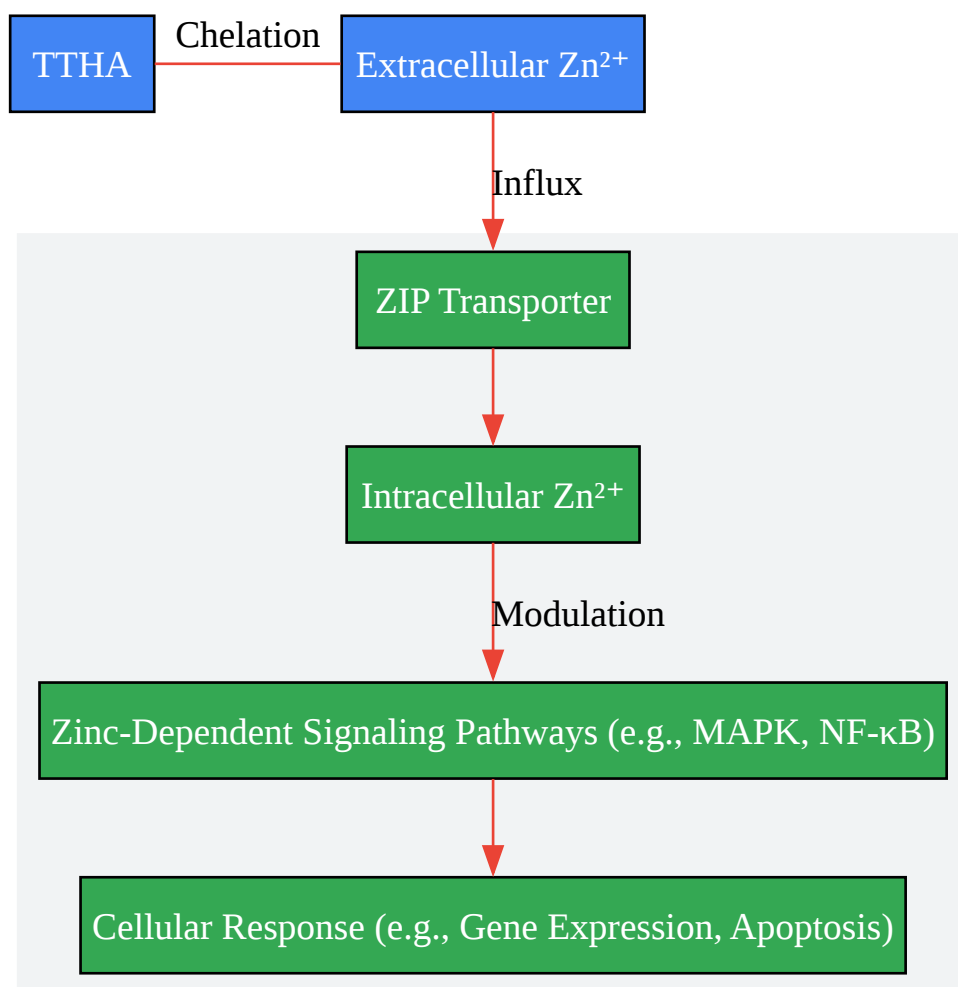 TTHA
Chelation
Extracellular Zn²⁺
Influx
ZIP Transporter
Intracellular Zn²⁺
Modulation
Zinc-Dependent Signaling Pathways (e.g., MAPK, NF-κB)
Cellular Response (e.g., Gene Expression, Apoptosis)